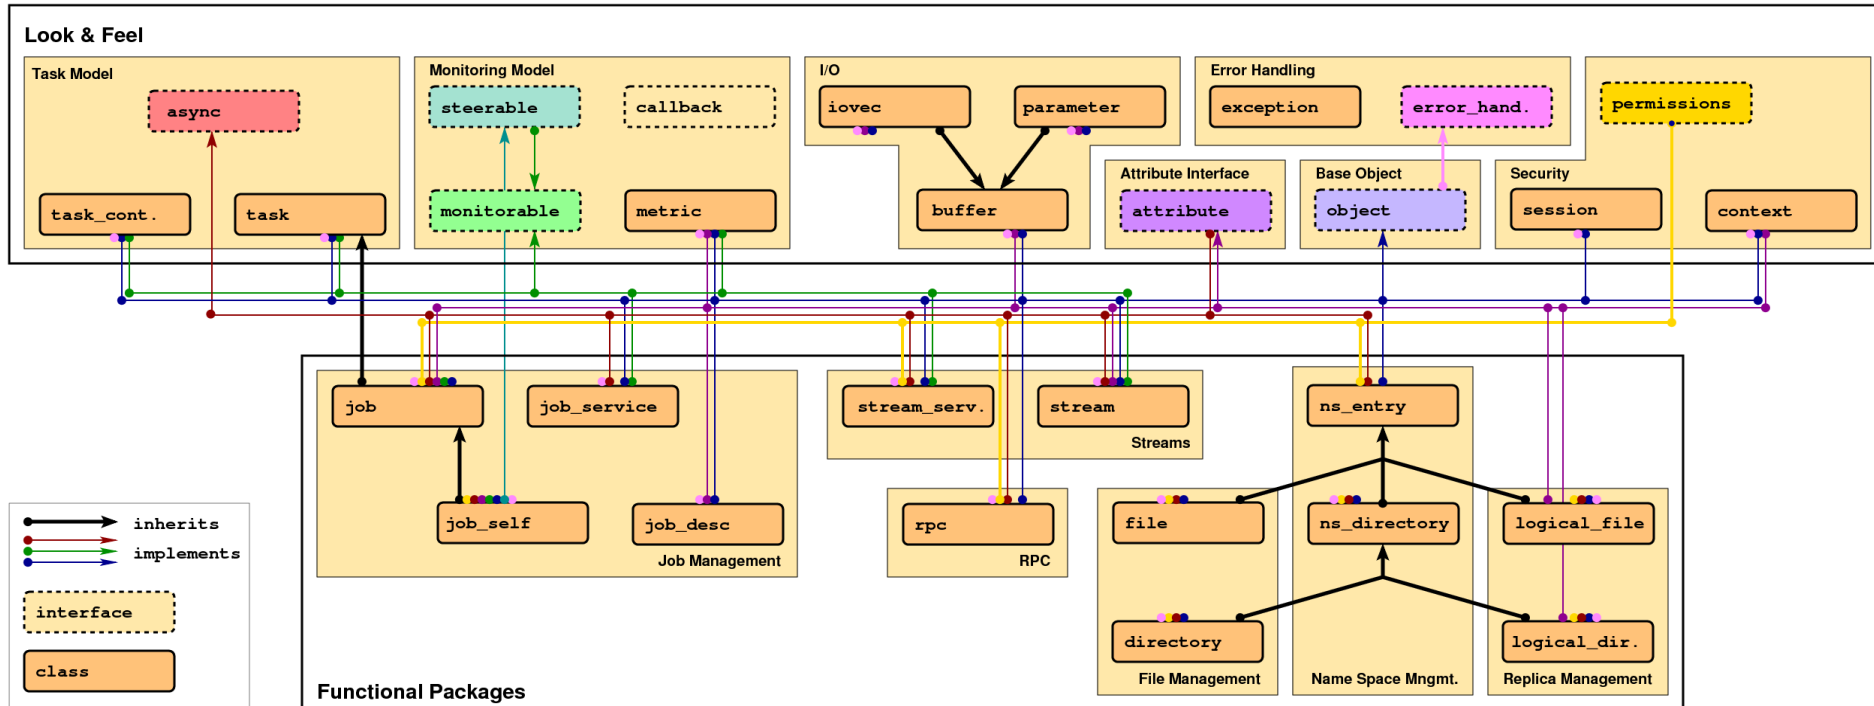 Look & Feel
Task Model
async
task_cont.
task
Monitoring Model
steerable
callback
monitorable
metric
I/O
iovec
parameter
buffer
Error Handling
exception
error_hand.
Attribute Interface
attribute
Base Object
object
permissions
Security
session
context
job
job_service
job_self
job_desc
Job Management
stream_serv.
stream
Streams
rpc
RPC
ns_entry
file
ns_directory
logical_file
directory
logical_dir.
File Management
Name Space Mngmt.
Replica Management
Functional Packages
inherits
implements
interface
class